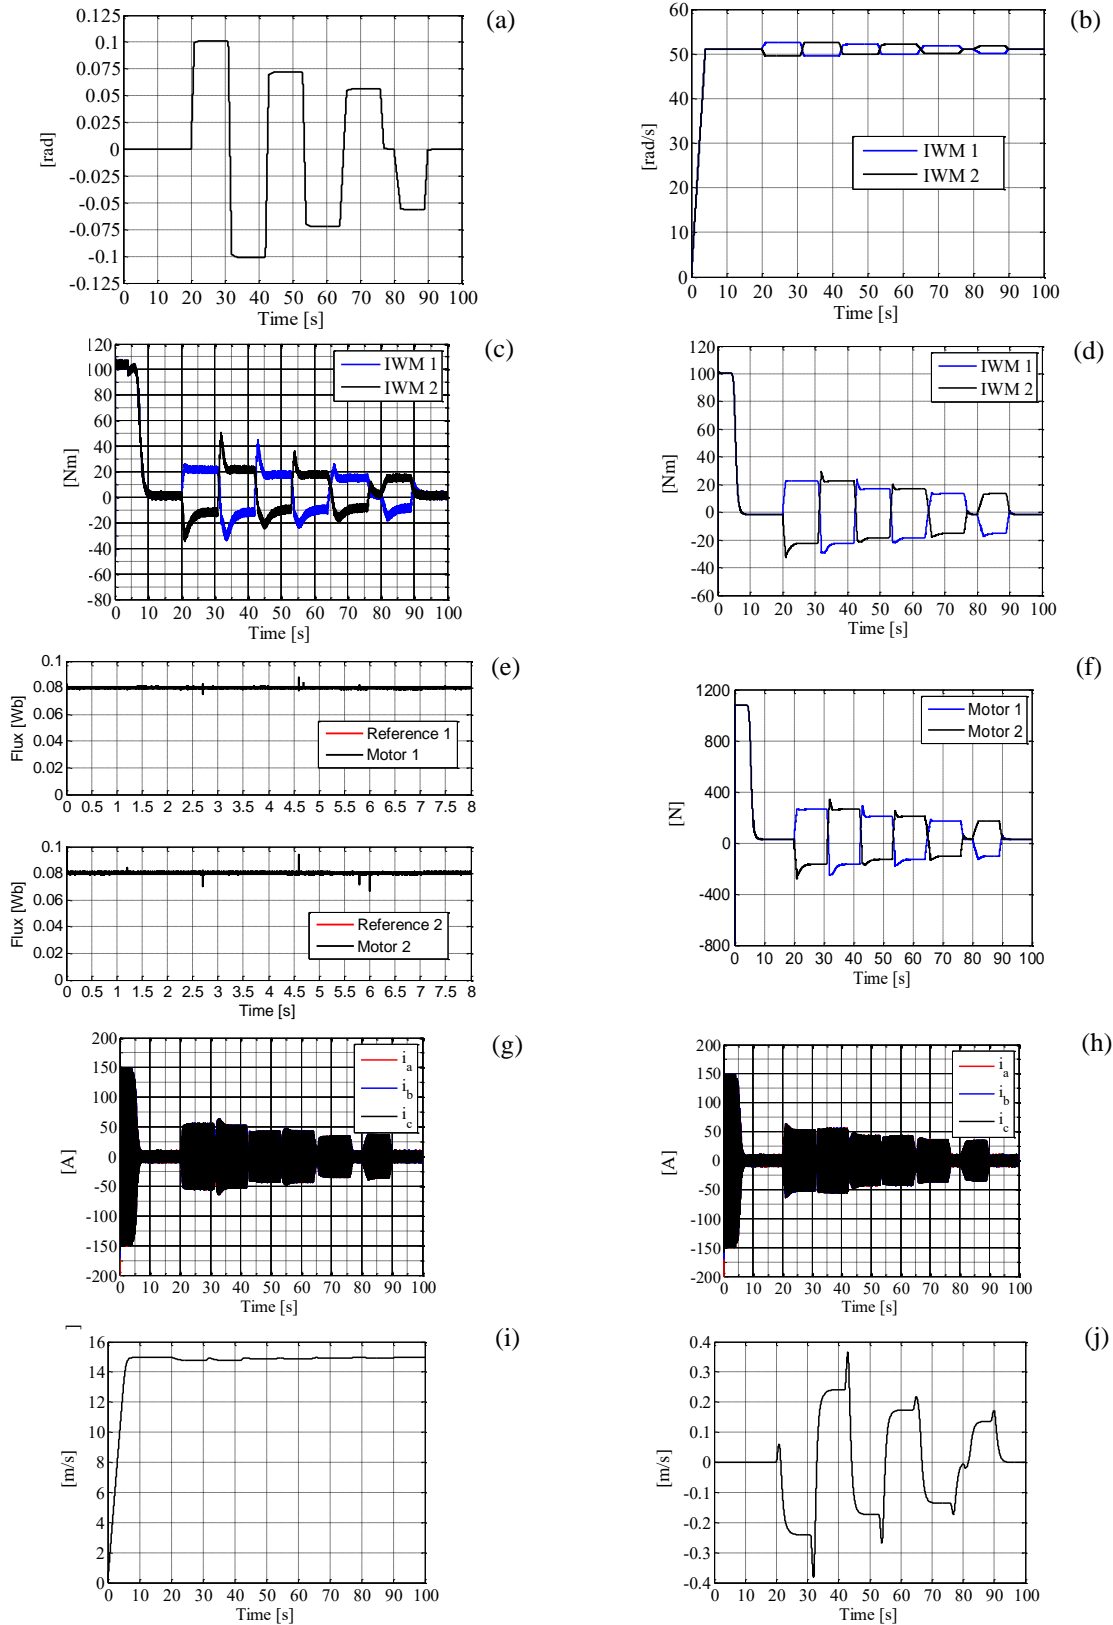 (a)
0.125
0.1
0.075
0.05
0.025
0
-0.025
-0.05
-0.075
-0.1
-0.125
[rad]
0 10 20 30 40 50 60 70 80 90 100
Time [s]
(b)
60
50
40
30
20
10
0
[rad/s]
IWM 1
IWM 2
0 10 20 30 40 50 60 70 80 90 100
Time [s]
(c)
120
100
80
60
40
20
0
-20
-40
-60
-80
[Nm]
IWM 1
IWM 2
0 10 20 30 40 50 60 70 80 90 100
Time [s]
(d)
120
100
80
60
40
20
0
-20
-40
-60
[Nm]
IWM 1
IWM 2
0 10 20 30 40 50 60 70 80 90 100
Time [s]
(e)
0.1
0.08
0.06
0.04
0.02
0
Flux [Wb]
Reference 1
Motor 1
0 0.5 1 1.5 2 2.5 3 3.5 4 4.5 5 5.5 6 6.5 7 7.5 8
0.1
0.08
0.06
0.04
0.02
0
Flux [Wb]
Reference 2
Motor 2
0 0.5 1 1.5 2 2.5 3 3.5 4 4.5 5 5.5 6 6.5 7 7.5 8
Time [s]
(f)
1200
800
400
0
-400
-800
[N]
Motor 1
Motor 2
0 10 20 30 40 50 60 70 80 90 100
Time [s]
(g)
200
150
100
50
0
-50
-100
-150
-200
[A]
i_a
i_b
i_c
0 10 20 30 40 50 60 70 80 90 100
Time [s]
(h)
200
150
100
50
0
-50
-100
-150
-200
[A]
i_a
i_b
i_c
0 10 20 30 40 50 60 70 80 90 100
Time [s]
(i)
]
16
14
12
10
8
6
4
2
0
[m/s]
0 10 20 30 40 50 60 70 80 90 100
Time [s]
(j)
0.4
0.3
0.2
0.1
0
-0.1
-0.2
-0.3
-0.4
[m/s]
0 10 20 30 40 50 60 70 80 90 100
Time [s]